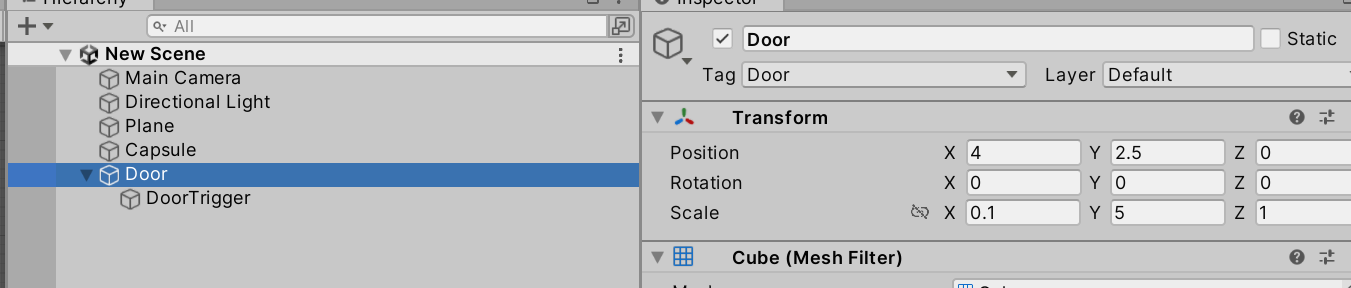 Hierarchy
All
New Scene
Main Camera
Directional Light
Plane
Capsule
Door
DoorTrigger
Inspector
Door
Static
Tag Door Layer Default
Transform
Position X 4 Y 2.5 Z 0
Rotation X 0 Y 0 Z 0
Scale X 0.1 Y 5 Z 1
Cube (Mesh Filter)